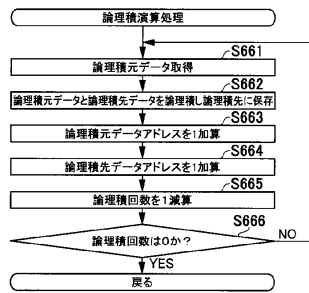 論理積演算処理
S661
論理積元データ取得
S662
論理積元データと論理積先データを論理積し論理積先に保存
S663
論理積元データアドレスを1加算
S664
論理積先データアドレスを1加算
S665
論理積回数を1減算
S666
論理積回数は0か？
NO
YES
戻る